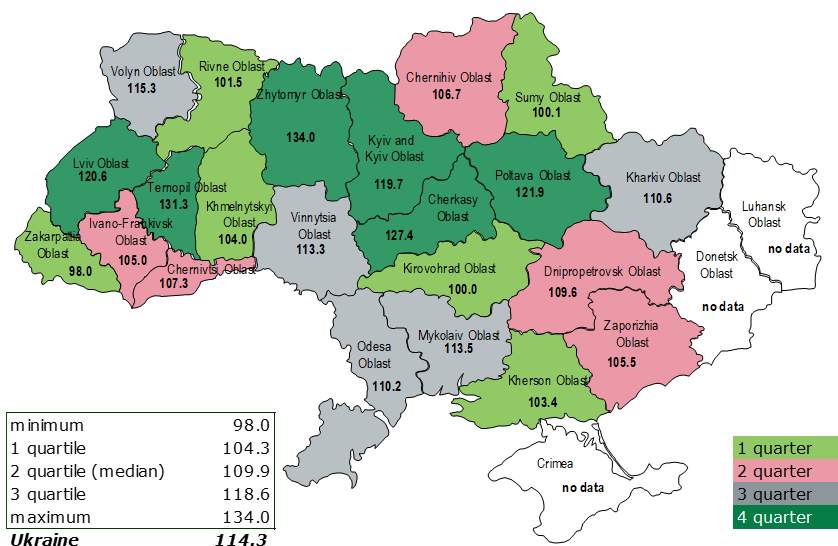 Volyn Oblast
115.3
Rivne Oblast
101.5
Zhytomyr Oblast
134.0
Chernihiv Oblast
106.7
Sumy Oblast
100.1
Kyiv and
Kyiv Oblast
119.7
Lviv Oblast
120.6
Ternopil Oblast
131.3
Khmelnytskyi
Oblast
104.0
Ivano-Frankivsk
Oblast
105.0
Zakarpattia
Oblast
98.0
Chernivtsi Oblast
107.3
Vinnytsia
Oblast
113.3
Cherkasy
Oblast
127.4
Poltava Oblast
121.9
Kharkiv Oblast
110.6
Luhansk
Oblast
no data
Donetsk
Oblast
no data
Kirovohrad Oblast
100.0
Dnipropetrovsk Oblast
109.6
Zaporizhia
Oblast
105.5
Odesa
Oblast
110.2
Mykolaiv Oblast
113.5
Kherson Oblast
103.4
Crimea
no data
minimum 98.0
1 quartile 104.3
2 quartile (median) 109.9
3 quartile 118.6
maximum 134.0
Ukraine 114.3
1 quarter
2 quarter
3 quarter
4 quarter